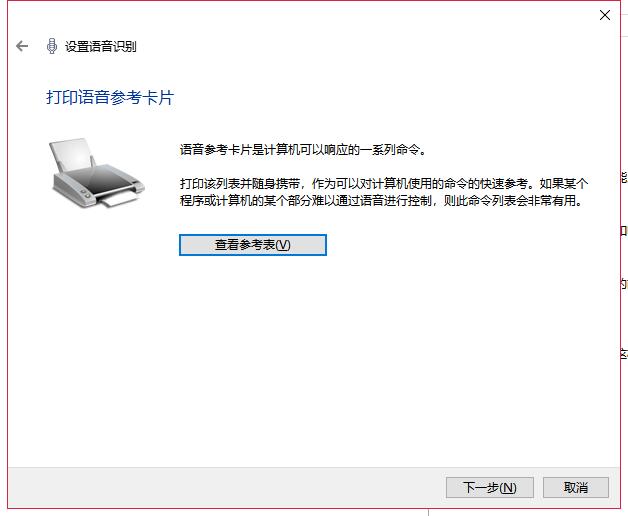 设置语音识别
打印语音参考卡片
语音参考卡片是计算机可以响应的一系列命令。
打印该列表并随身携带，作为可以对计算机使用的命令的快速参考。如果某个
程序或计算机的某个部分难以通过语音进行控制，则此命令列表会非常有用。
查看参考表(V)
下一步(N)
取消